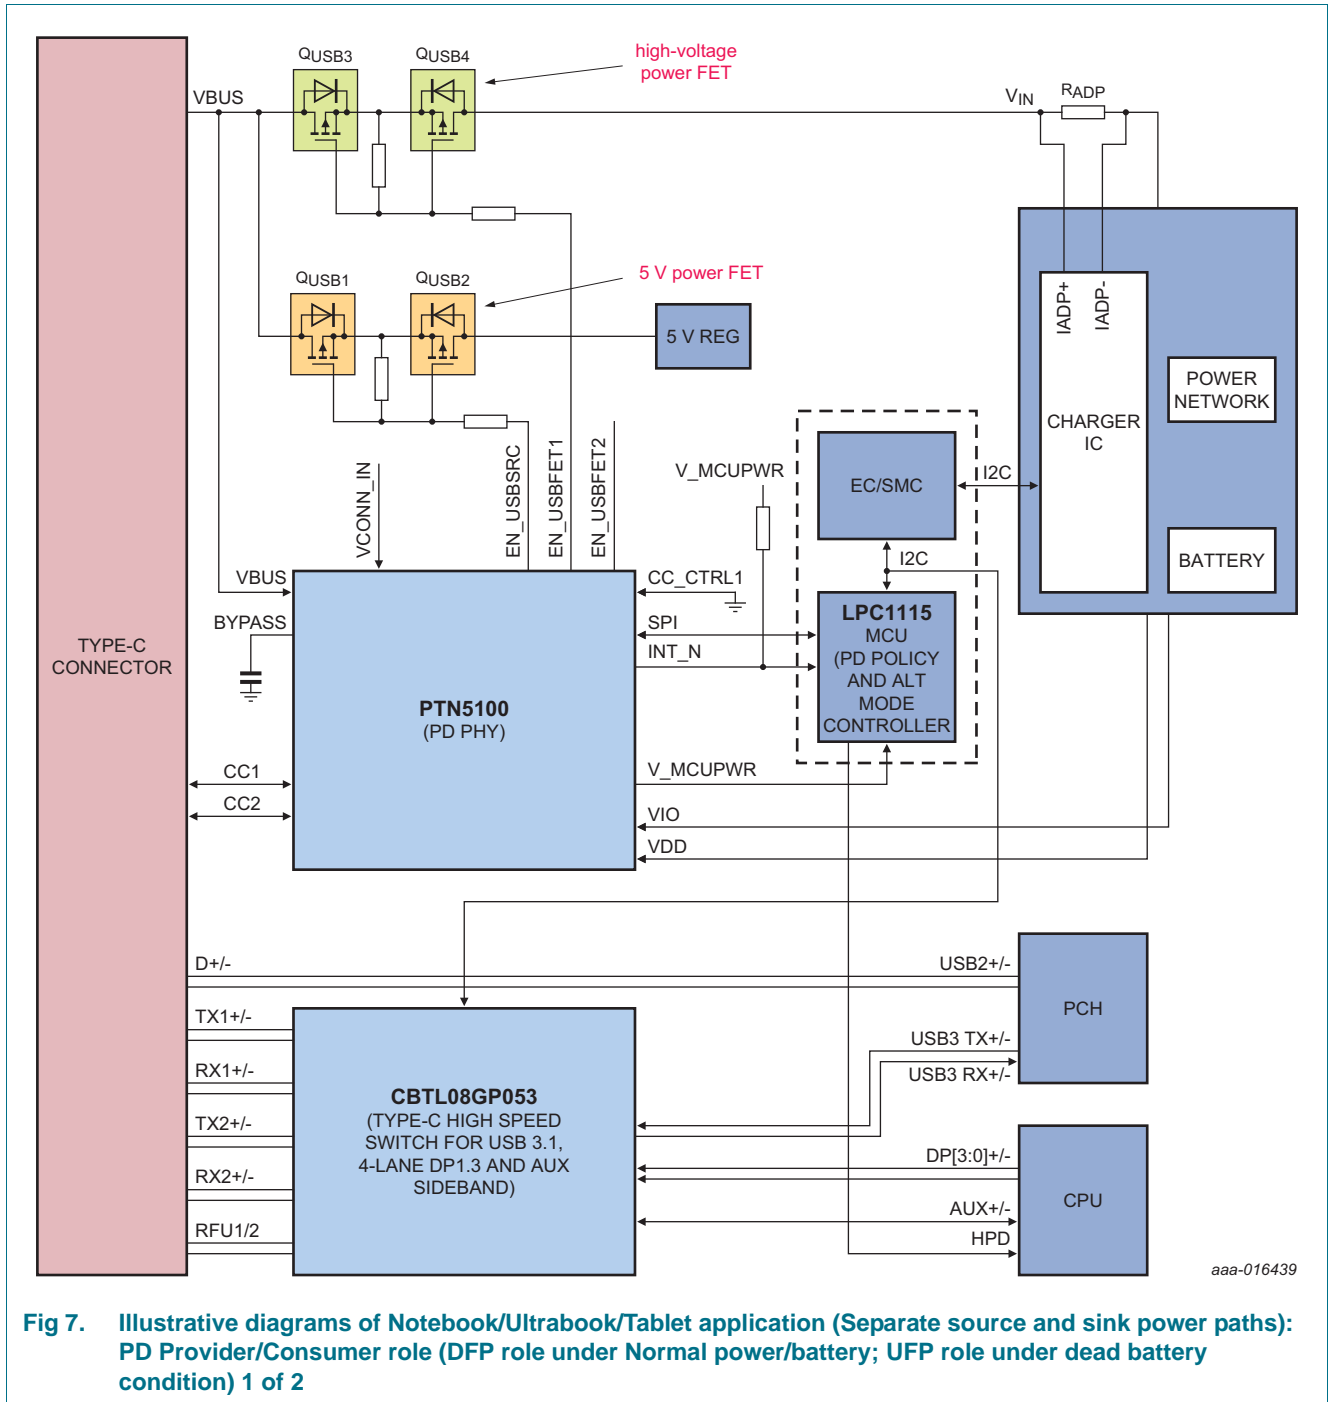 QUSB3
QUSB4
high-voltage
power FET
VBUS
VIN
RADP
QUSB1
QUSB2
5 V power FET
5 V REG
IADP+
IADP-
CHARGER
IC
POWER
NETWORK
BATTERY
VCONN_IN
EN_USBSRC
EN_USBFET1
EN_USBFET2
V_MCUPWR
EC/SMC
I2C
I2C
VBUS
BYPASS
CC_CTRL1
SPI
INT_N
LPC1115
MCU
(PD POLICY
AND ALT
MODE
CONTROLLER
TYPE-C
CONNECTOR
PTN5100
(PD PHY)
CC1
CC2
V_MCUPWR
VIO
VDD
D+/-
USB2+/-
PCH
TX1+/-
RX1+/-
TX2+/-
RX2+/-
RFU1/2
CBTL08GP053
(TYPE-C HIGH SPEED
SWITCH FOR USB 3.1,
4-LANE DP1.3 AND AUX
SIDEBAND)
USB3 TX+/-
USB3 RX+/-
DP[3:0]+/-
AUX+/-
HPD
CPU
aaa-016439
Fig 7. Illustrative diagrams of Notebook/Ultrabook/Tablet application (Separate source and sink power paths):
PD Provider/Consumer role (DFP role under Normal power/battery; UFP role under dead battery
condition) 1 of 2